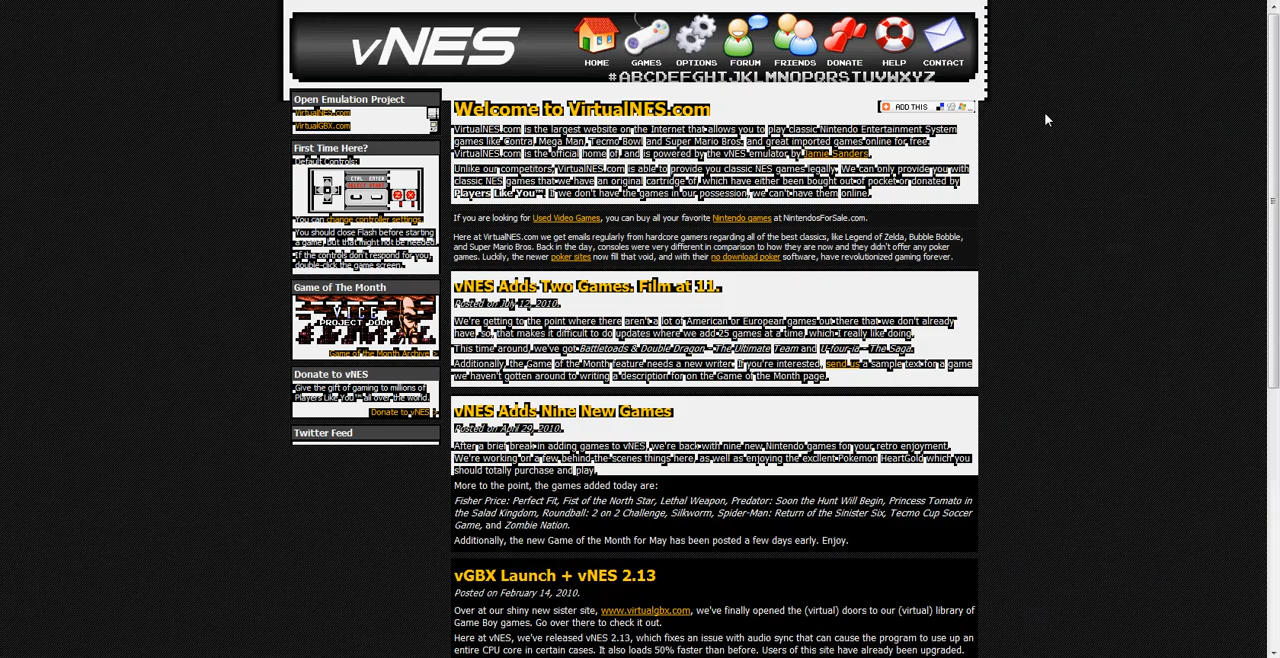 vNES
HOME GAMES OPTIONS FORUM FRIENDS DONATE HELP CONTACT
#ABCDEFGHIJKLMNOPQRSTUVWXYZ
Open Emulation Project
VirtualNES.com
VirtualGBX.com
First Time Here?
Default Controls:
CTRL ENTER
SELECT START
Z X
You can change controller settings.
You should close Flash before starting
a game, but that might not be needed.
If the controls don't respond for you,
double-click the game screen.
Game of The Month
VICE
PROJECT DOOM
Game of the Month Archive >
Donate to vNES
Give the gift of gaming to millions of
Players Like You™ all over the world.
Donate to vNES >
Twitter Feed
Welcome to VirtualNES.com
ADD THIS
VirtualNES.com is the largest website on the Internet that allows you to play classic Nintendo Entertainment System
games like Contra, Mega Man, Tecmo Bowl and Super Mario Bros. and great imported games online for free.
VirtualNES.com is the official home of, and is powered by the vNES emulator by Jamie Sanders.
Unlike our competitors, VirtualNES.com is able to provide you classic NES games legally. We can only provide you with
classic NES games that we have an original cartridge of, which have either been bought out of pocket or donated by
Players Like You™. If we don't have the games in our possession, we can't have them online.
If you are looking for Used Video Games, you can buy all your favorite Nintendo games at NintendosForSale.com.
Here at VirtualNES.com we get emails regularly from hardcore gamers regarding all of the best classics, like Legend of Zelda, Bubble Bobble,
and Super Mario Bros. Back in the day, consoles were very different in comparison to how they are now and they didn't offer any poker
games. Luckily, the newer poker sites now fill that void, and with their no download poker software, have revolutionized gaming forever.
vNES Adds Two Games. Film at 11.
Posted on July 12, 2010.
We're getting to the point where there aren't a lot of American or European games out there that we don't already
have, so, that makes it difficult to do updates where we add 25 games at a time, which I really like doing.
This time around, we've got Battletoads & Double Dragon - The Ultimate Team and U-four-ia - The Saga.
Additionally, the Game of the Month feature needs a new writer. If you're interested, send us a sample text for a game
we haven't gotten around to writing a description for on the Game of the Month page.
vNES Adds Nine New Games
Posted on April 29, 2010.
After a brief break in adding games to vNES, we're back with nine new Nintendo games for your retro enjoyment.
We're working on a few behind-the-scenes things here, as well as enjoying the excllent Pokemon HeartGold which you
should totally purchase and play.
More to the point, the games added today are:
Fisher Price: Perfect Fit, Fist of the North Star, Lethal Weapon, Predator: Soon the Hunt Will Begin, Princess Tomato in
the Salad Kingdom, Roundball: 2 on 2 Challenge, Silkworm, Spider-Man: Return of the Sinister Six, Tecmo Cup Soccer
Game, and Zombie Nation.
Additionally, the new Game of the Month for May has been posted a few days early. Enjoy.
vGBX Launch + vNES 2.13
Posted on February 14, 2010.
Over at our shiny new sister site, www.virtualgbx.com, we've finally opened the (virtual) doors to our (virtual) library of
Game Boy games. Go over there to check it out.
Here at vNES, we've released vNES 2.13, which fixes an issue with audio sync that can cause the program to use up an
entire CPU core in certain cases. It also loads 50% faster than before. Users of this site have already been upgraded.